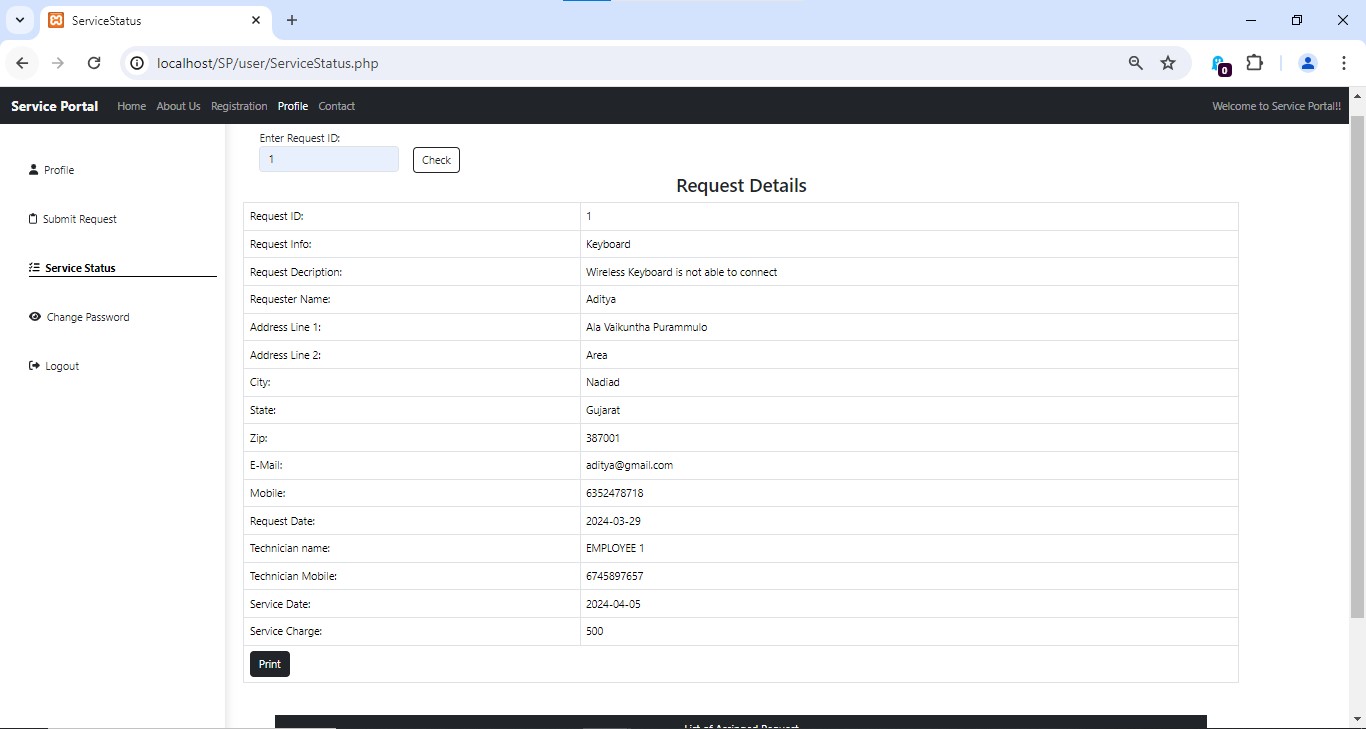 ServiceStatus
localhost/SP/user/ServiceStatus.php
0
Service Portal Home About Us Registration Profile Contact Welcome to Service Portal!!
Profile
Submit Request
Service Status
Change Password
Logout
Enter Request ID:
1 Check
Request Details
Request ID: 1
Request Info: Keyboard
Request Decription: Wireless Keyboard is not able to connect
Requester Name: Aditya
Address Line 1: Ala Vaikuntha Purammulo
Address Line 2: Area
City: Nadiad
State: Gujarat
Zip: 387001
E-Mail: aditya@gmail.com
Mobile: 6352478718
Request Date: 2024-03-29
Technician name: EMPLOYEE 1
Technician Mobile: 6745897657
Service Date: 2024-04-05
Service Charge: 500
Print
List of Assigned Request